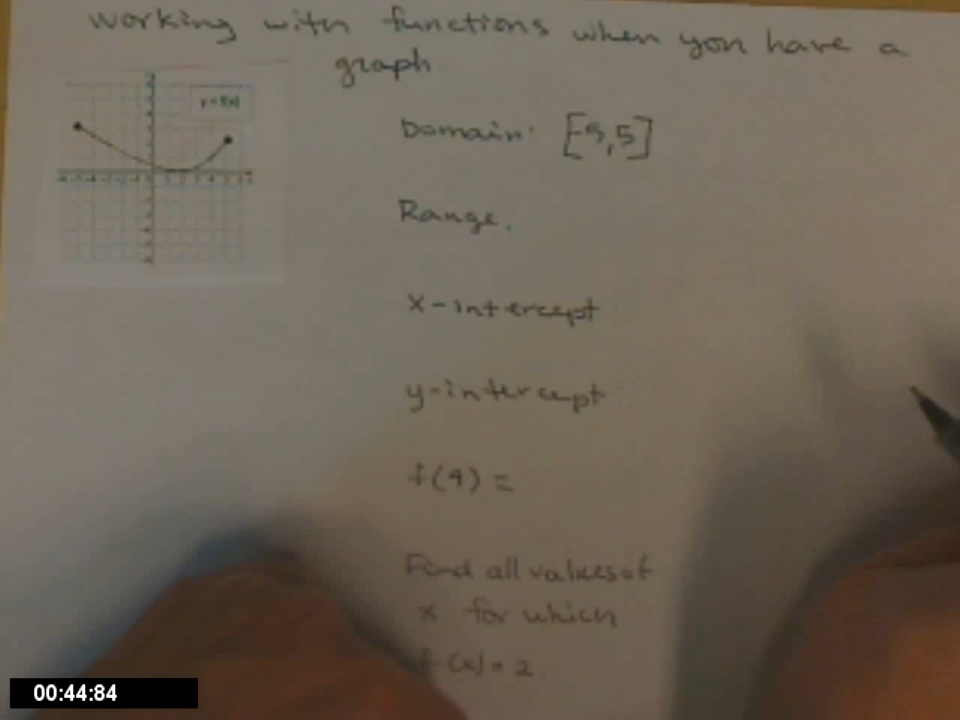 working with functions when you have a
graph
y=f(x)
Domain: [-5,5]
Range.
x-intercept
y-intercept
f(4) =
Find all values of
x for which
f(x)=2
00:44:84